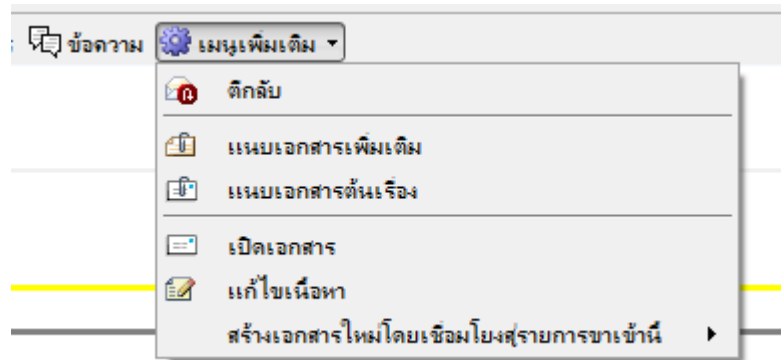 ข้อความ เมนูเพิ่มเติม
ตีกลับ
แนบเอกสารเพิ่มเติม
แนบเอกสารต้นเรื่อง
เปิดเอกสาร
แก้ไขเนื้อหา
สร้างเอกสารใหม่โดยเชื่อมโยงสู่รายการขาเข้านี้